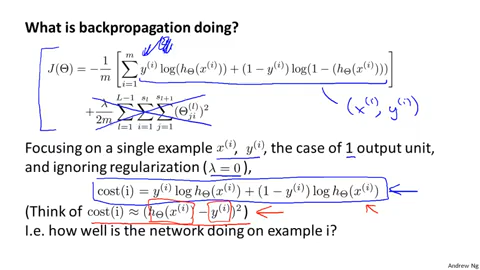 What is backpropagation doing?
J(Θ) = -1/m [ Σ_{i=1}^{m} y^{(i)} log(h_Θ(x^{(i)})) + (1 - y^{(i)}) log(1 - (h_Θ(x^{(i)}))) ]
+ λ/2m Σ_{l=1}^{L-1} Σ_{i=1}^{s_l} Σ_{j=1}^{s_{l+1}} (Θ_{ji}^{(l)})^2
(x^{(i)}, y^{(i)})
Focusing on a single example x^{(i)}, y^{(i)}, the case of 1 output unit,
and ignoring regularization (λ = 0),
cost(i) = y^{(i)} log h_Θ(x^{(i)}) + (1 - y^{(i)}) log h_Θ(x^{(i)})
(Think of cost(i) ≈ (h_Θ(x^{(i)}) - y^{(i)})^2)
I.e. how well is the network doing on example i?
Andrew Ng